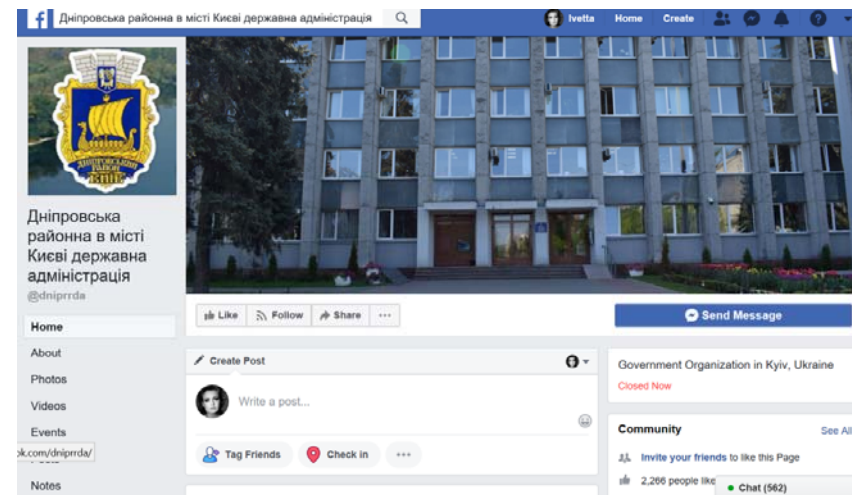 Дніпровська районна в місті Києві державна адміністрація
Ivetta
Home
Create
ДНІПРОВСЬКИЙ
РАЙОН
КИЇВ
Дніпровська
районна в місті
Києві державна
адміністрація
@dniprrda
Like
Follow
Share
Send Message
Home
About
Photos
Videos
Events
ok.com/dniprrda/
Notes
Create Post
Write a post...
Tag Friends
Check in
Government Organization in Kyiv, Ukraine
Closed Now
Community
See All
Invite your friends to like this Page
2,266 people like
Chat (562)